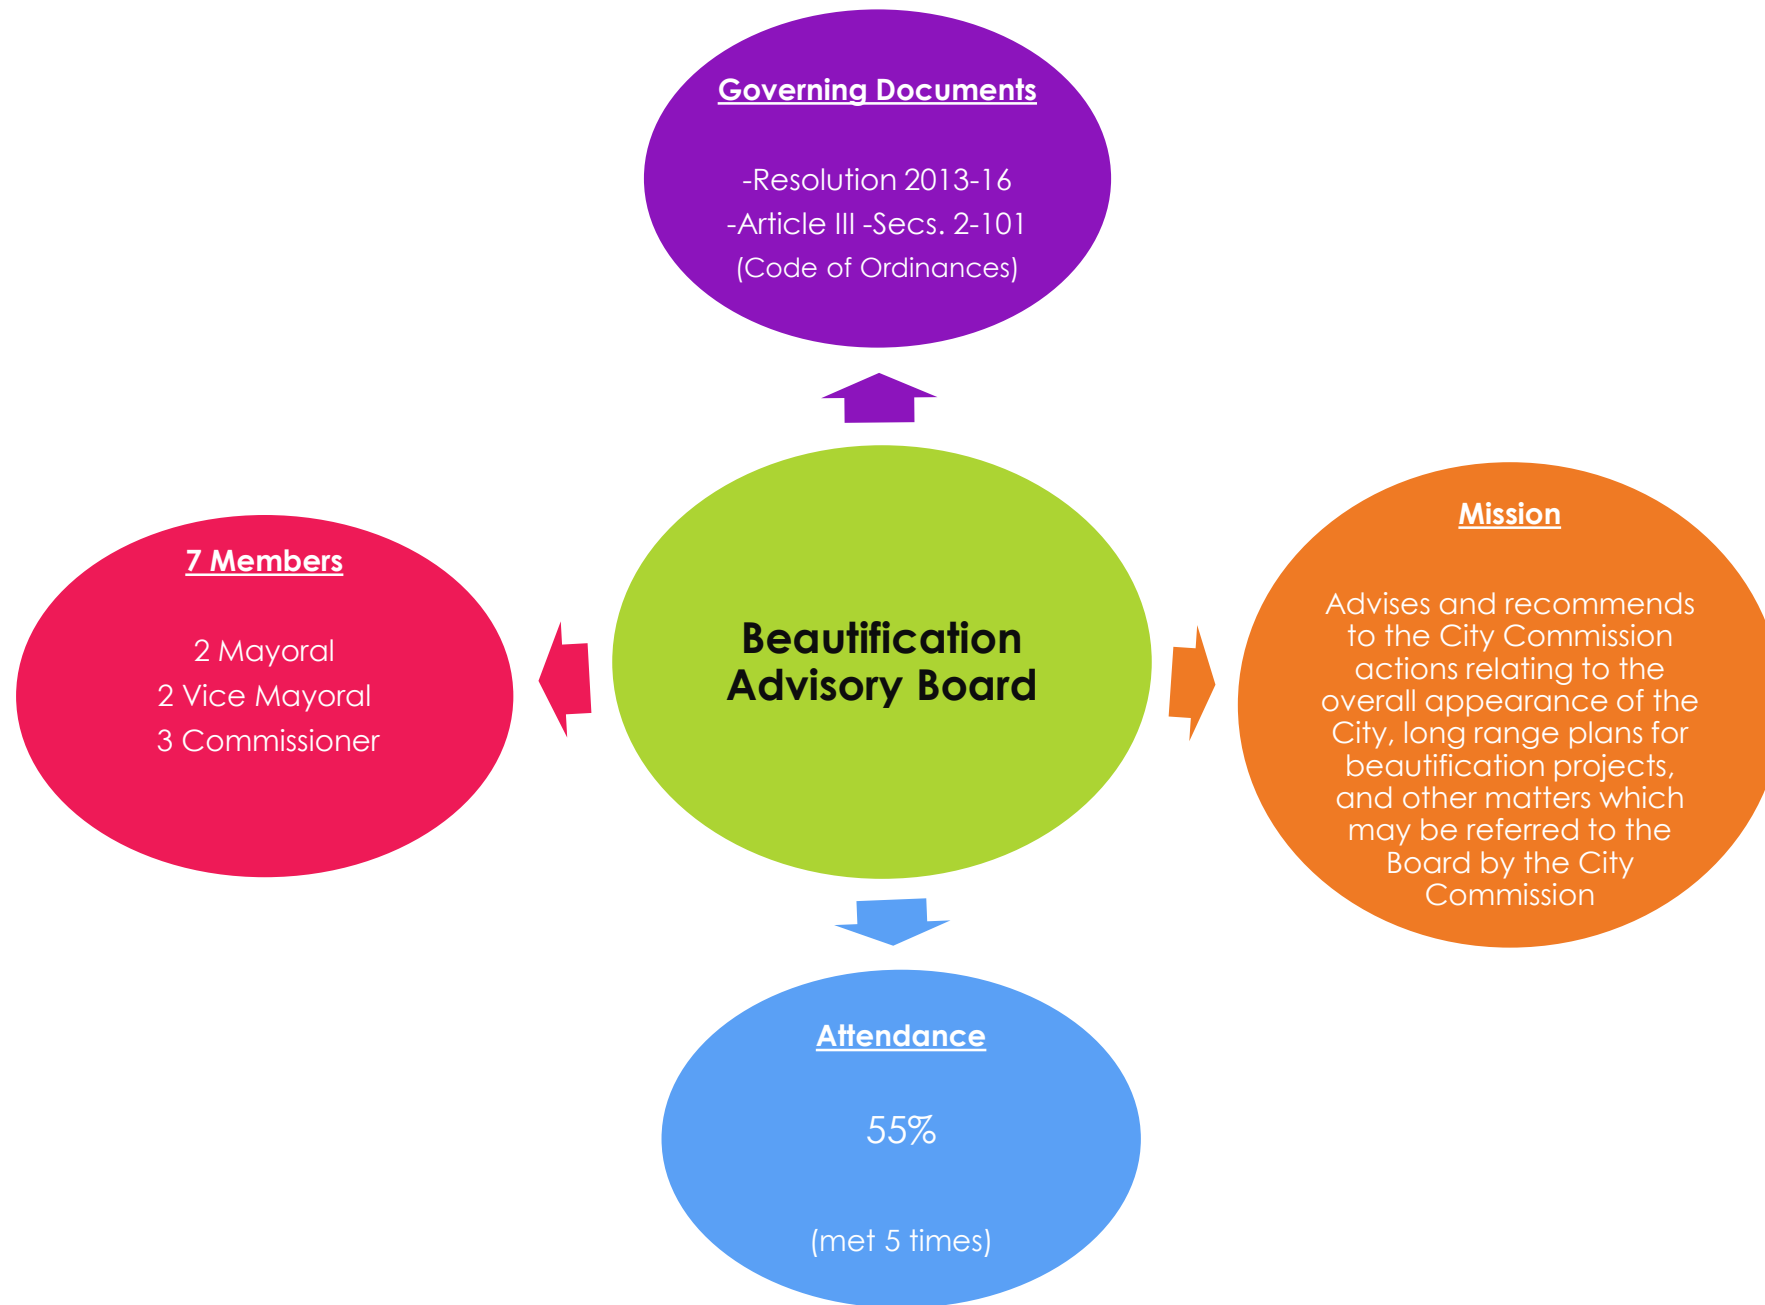 Governing Documents
-Resolution 2013-16
-Article III -Secs. 2-101
(Code of Ordinances)
7 Members
2 Mayoral
2 Vice Mayoral
3 Commissioner
Beautification
Advisory Board
Mission
Advises and recommends
to the City Commission
actions relating to the
overall appearance of the
City, long range plans for
beautification projects,
and other matters which
may be referred to the
Board by the City
Commission
Attendance
55%
(met 5 times)